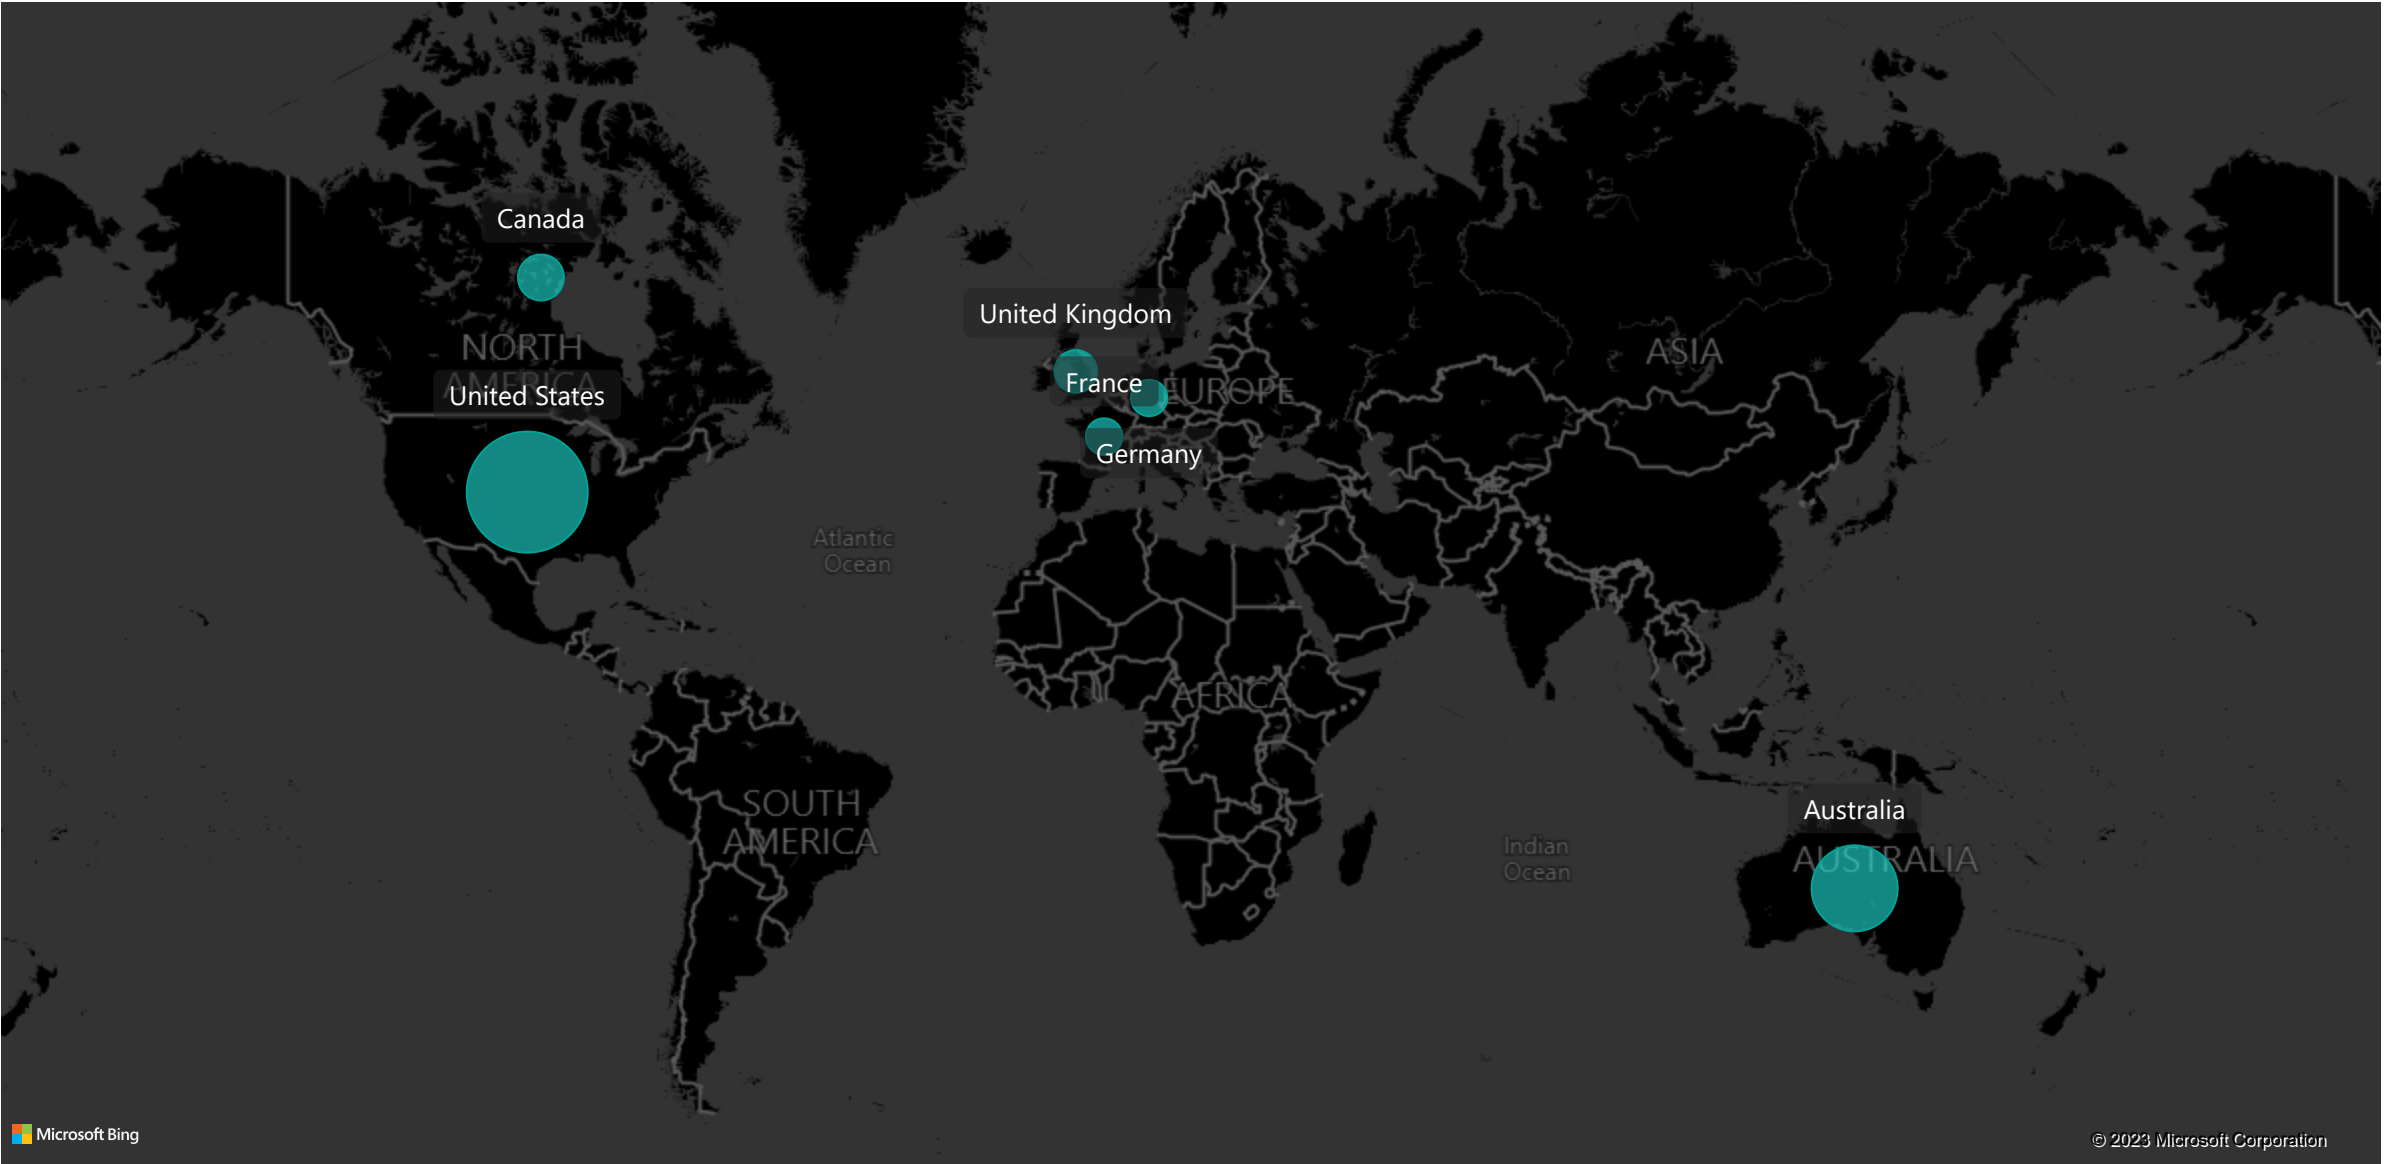 Canada
United Kingdom
NORTH
AMERICA
ASIA
United States
France
EUROPE
Germany
Atlantic
Ocean
AFRICA
SOUTH
AMERICA
Australia
Indian
Ocean
AUSTRALIA
Microsoft Bing
© 2023 Microsoft Corporation